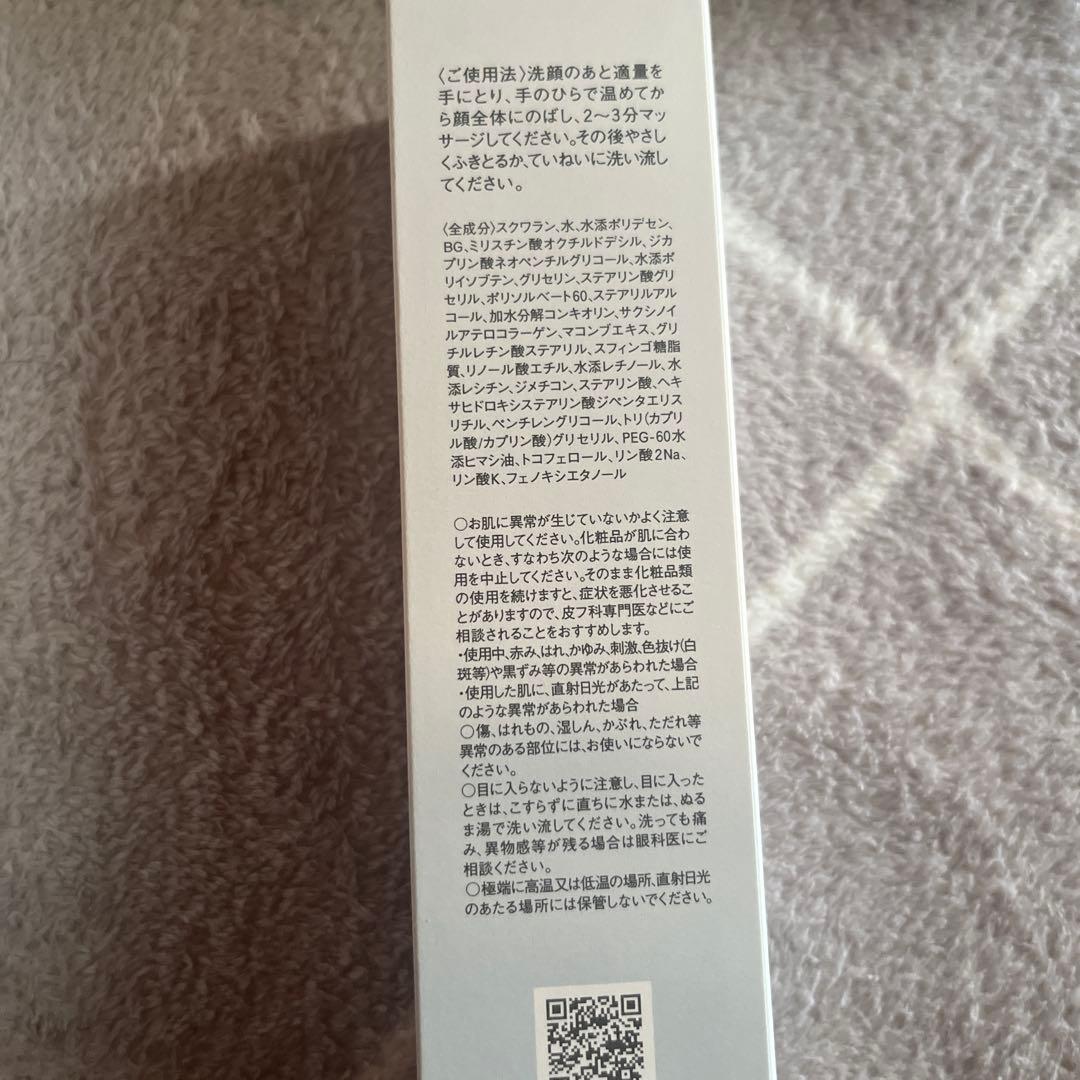 〈ご使用法〉洗顔のあと適量を
手にとり、手のひらで温めてか
ら顔全体にのばし、2～3分マッ
サージしてください。その後やさし
くふきとるか、ていねいに洗い流し
てください。
〈全成分〉スクワラン、水、水添ポリデセン、
BG、ミリスチン酸オクチルドデシル、ジカ
プリン酸ネオペンチルグリコール、水添ポ
リイソブテン、グリセリン、ステアリン酸グリ
セリル、ポリソルベート60、ステアリルアル
コール、加水分解コンキオリン、サクシノイ
ルアテロコラーゲン、マコンブエキス、グリ
チルレチン酸ステアリル、スフィンゴ糖脂
質、リノール酸エチル、水添レチノール、水
添レシチン、ジメチコン、ステアリン酸、ヘキ
サヒドロキシステアリン酸ジペンタエリス
リチル、ペンチレングリコール、トリ(カプリ
ル酸/カプリン酸)グリセリル、PEG-60水
添ヒマシ油、トコフェロール、リン酸2Na、
リン酸K、フェノキシエタノール
○お肌に異常が生じていないかよく注意
して使用してください。化粧品が肌に合わ
ないとき、すなわち次のような場合には使
用を中止してください。そのまま化粧品類
の使用を続けますと、症状を悪化させるこ
とがありますので、皮フ科専門医などにご
相談されることをおすすめします。
・使用中、赤み、はれ、かゆみ、刺激、色抜け(白
斑等)や黒ずみ等の異常があらわれた場合
・使用した肌に、直射日光があたって、上記
のような異常があらわれた場合
○傷、はれもの、湿しん、かぶれ、ただれ等
異常のある部位には、お使いにならないで
ください。
○目に入らないように注意し、目に入った
ときは、こすらずに直ちに水または、ぬる
ま湯で洗い流してください。洗っても痛
み、異物感等が残る場合は眼科医にご
相談ください。
○極端に高温又は低温の場所、直射日光
のあたる場所には保管しないでください。